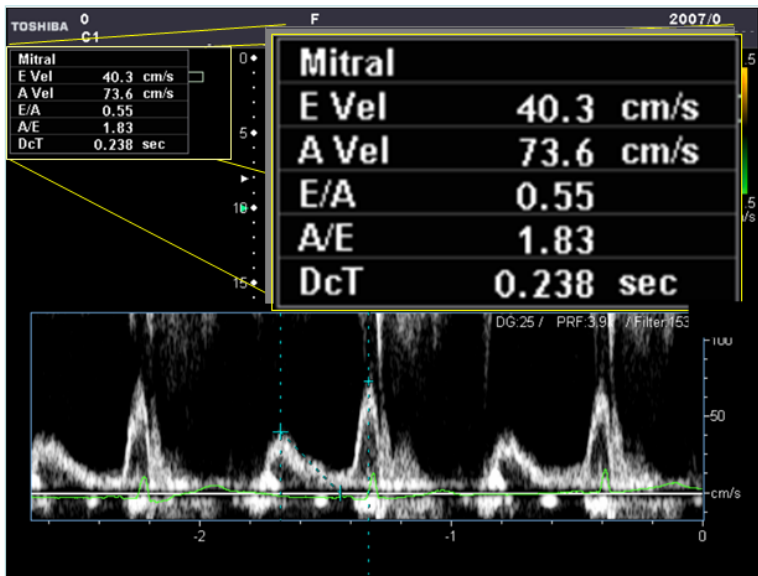 TOSHIBA 0 F 2007/0
C1
Mitral
E Vel 40.3 cm/s
A Vel 73.6 cm/s
E/A 0.55
A/E 1.83
DcT 0.238 sec
Mitral
E Vel 40.3 cm/s
A Vel 73.6 cm/s
E/A 0.55
A/E 1.83
DcT 0.238 sec
0
5
10
15
.5
.5
/s
DG:25 / PRF:3.9 / Filter:153
100
50
cm/s
-2 -1 0